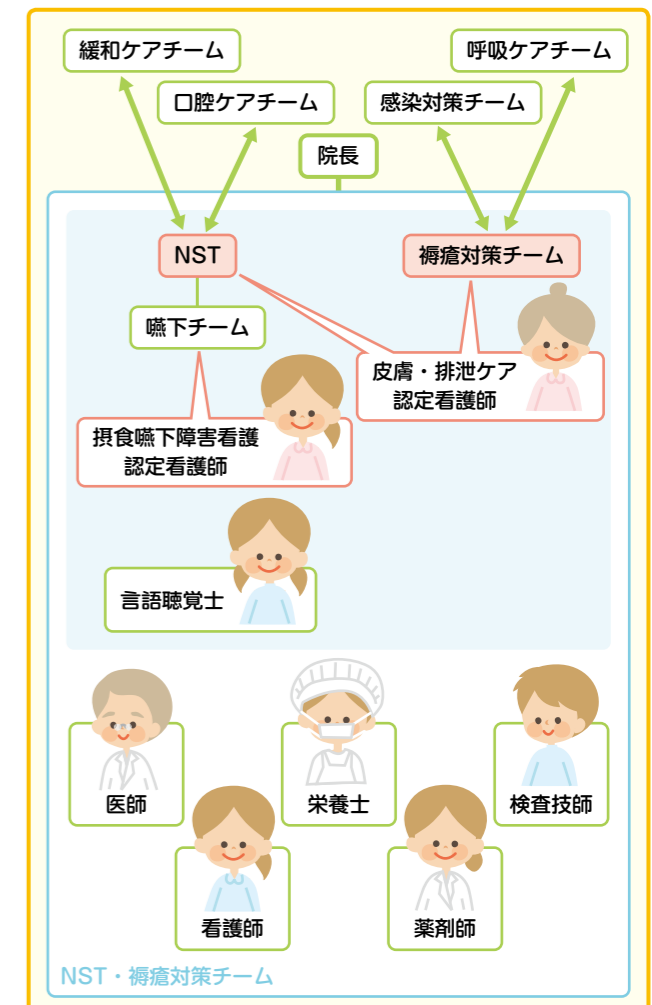 緩和ケアチーム
呼吸ケアチーム
口腔ケアチーム
感染対策チーム
院長
NST
褥瘡対策チーム
嚥下チーム
皮膚・排泄ケア
認定看護師
摂食嚥下障害看護
認定看護師
言語聴覚士
医師
栄養士
検査技師
看護師
薬剤師
NST・褥瘡対策チーム